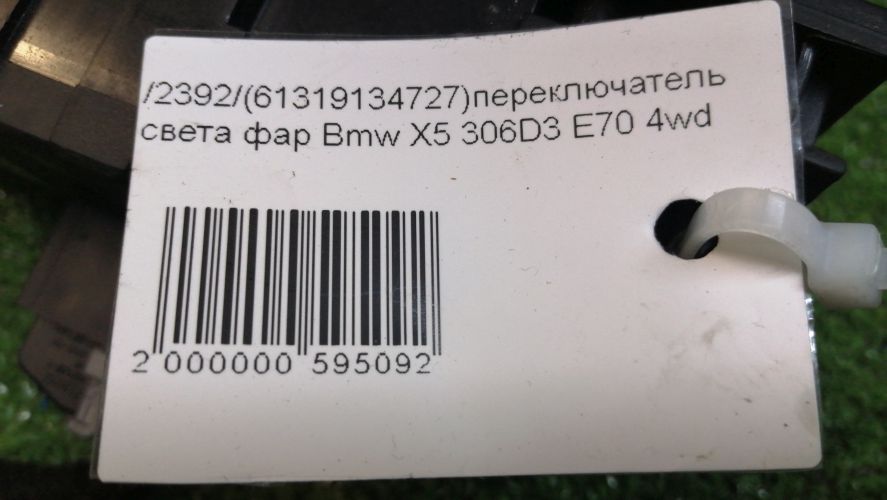 /2392/(61319134727)переключатель
света фар Bmw X5 306D3 E70 4wd
2 000000 595092